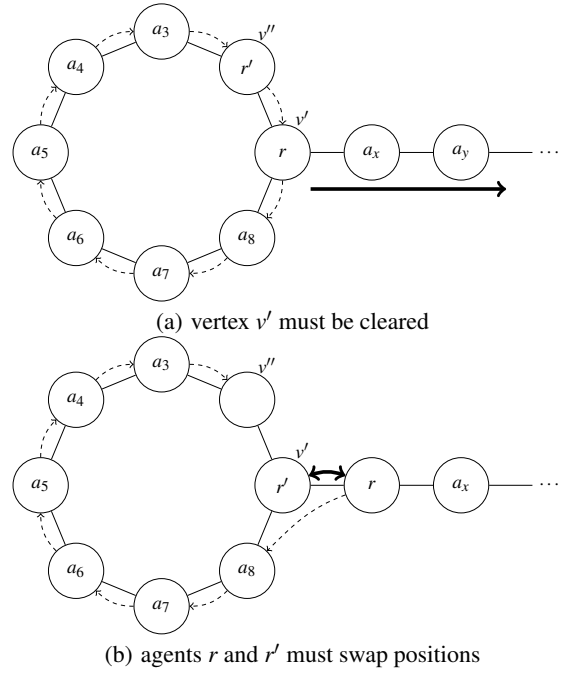 a₃
v″
a₄
r′
v′
a₅
r
aₓ
a_y
⋯
a₆
a₈
a₇
(a) vertex v′ must be cleared
a₃
v″
a₄
v′
a₅
r′
r
aₓ
⋯
a₆
a₈
a₇
(b) agents r and r′ must swap positions